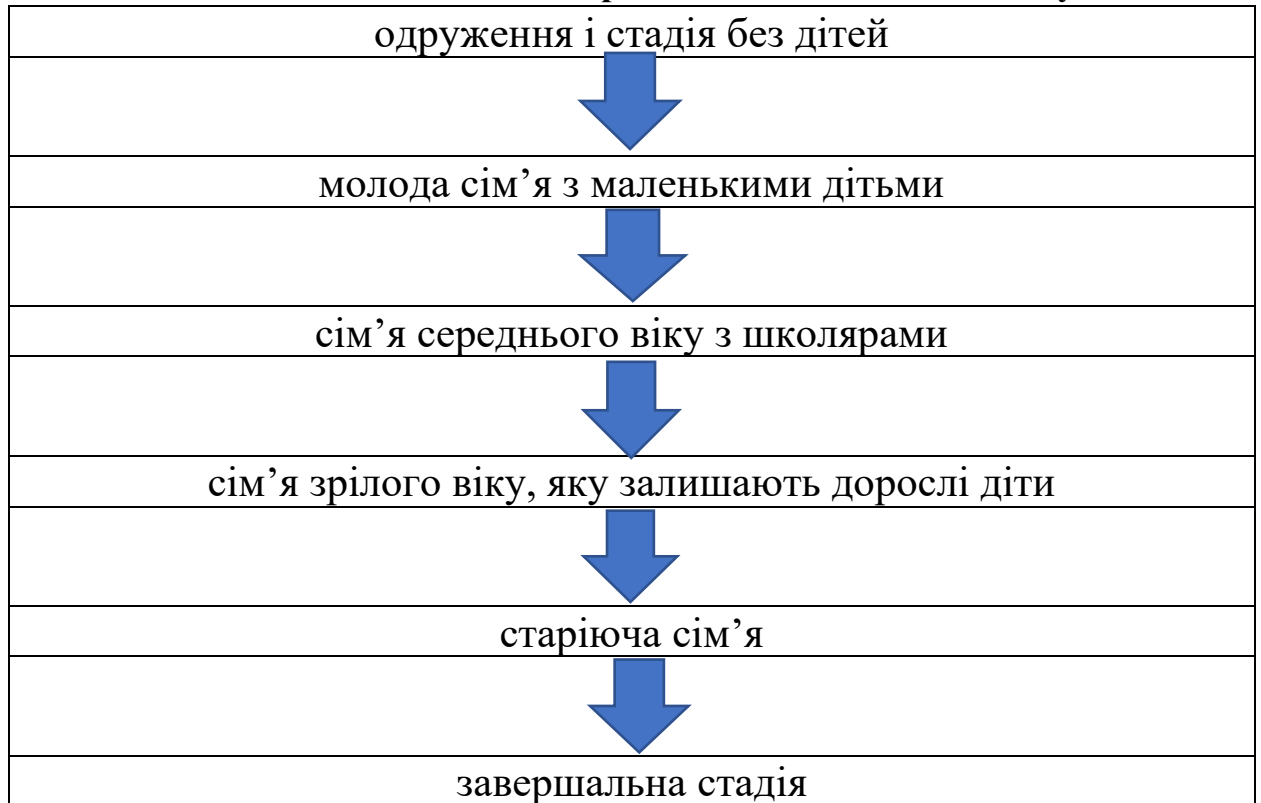 одруження і стадія без дітей
молода сім’я з маленькими дітьми
сім’я середнього віку з школярами
сім’я зрілого віку, яку залишають дорослі діти
старіюча сім’я
завершальна стадія